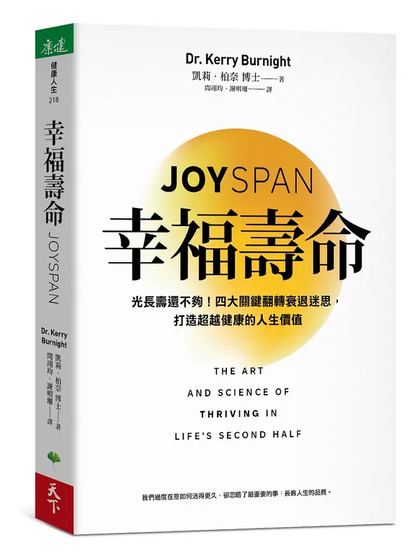 康健
健康人生
218
幸福壽命
JOYSPAN
Dr. Kerry
Burnight
凱莉・柏奈 博士——著
閻翊均、謝明珊——譯
天下
Dr. Kerry Burnight
凱莉・柏奈 博士——著
閻翊均、謝明珊——譯
JOYSPAN
幸福壽命
光長壽還不夠！四大關鍵翻轉衰退迷思，
打造超越健康的人生價值
THE ART
AND SCIENCE OF
THRIVING IN
LIFE'S SECOND HALF
我們過度在意如何活得更久，卻忽略了最重要的事：長壽人生的品質。